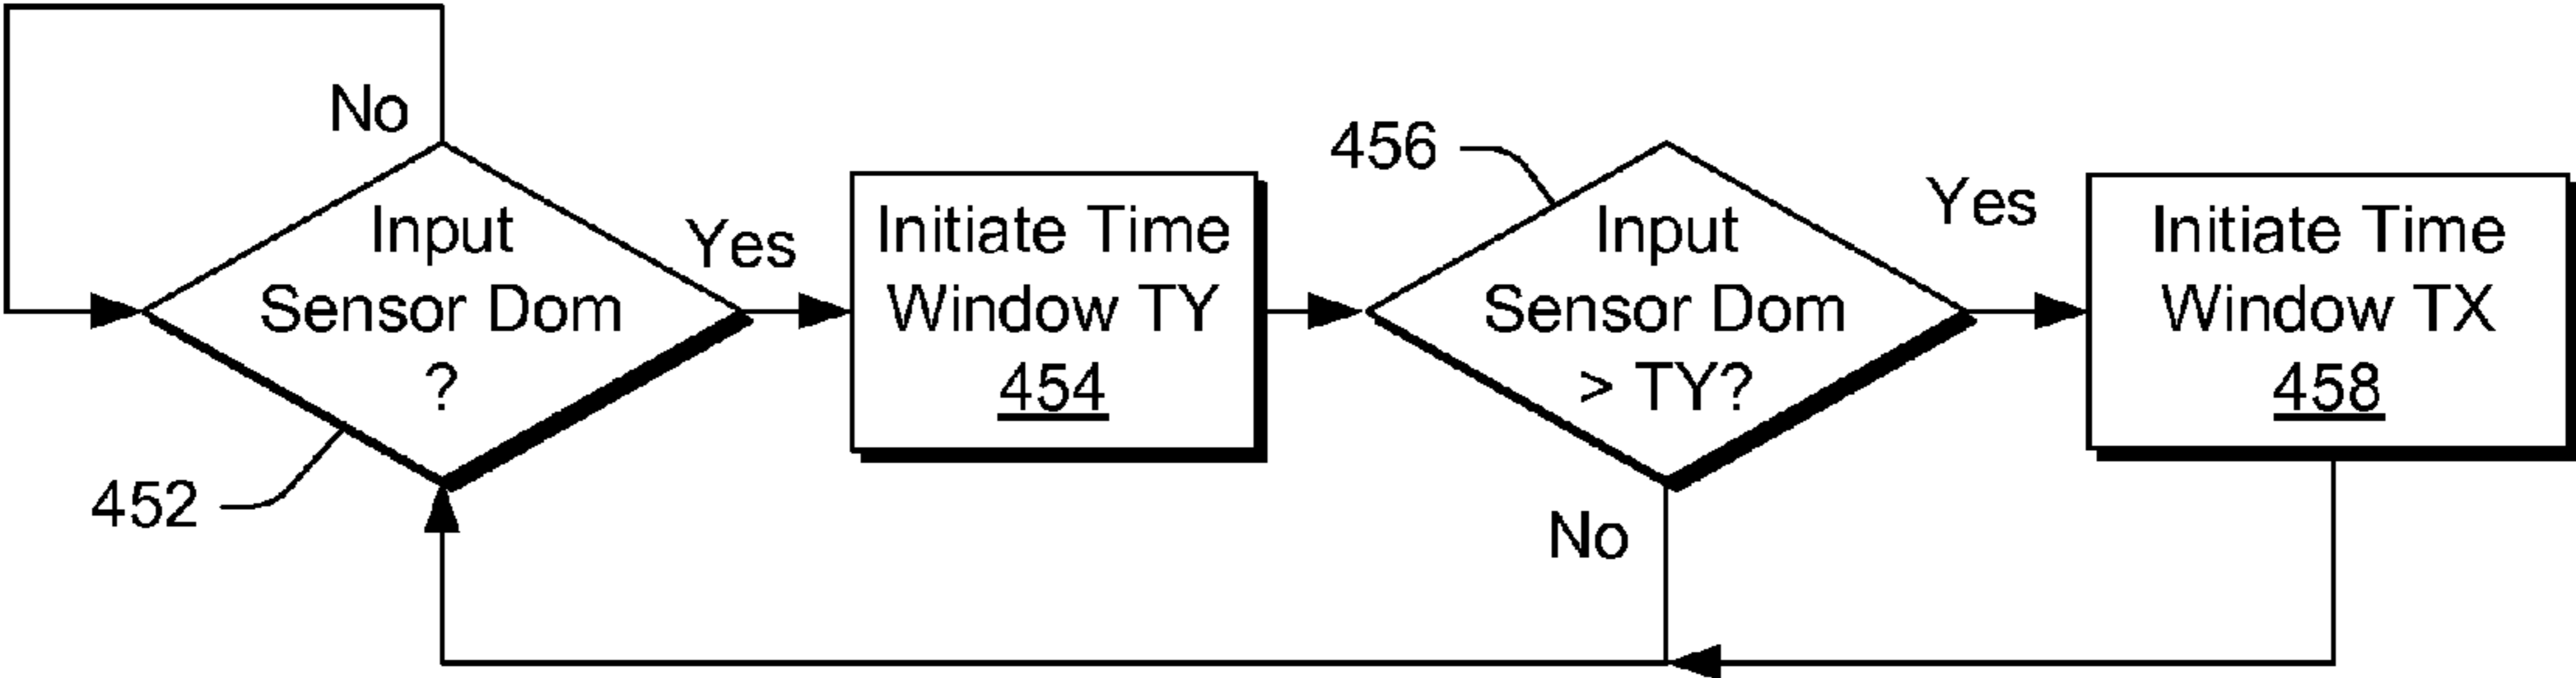 No
Input
Sensor Dom
?
452
Yes
Initiate Time
Window TY
454
456
Input
Sensor Dom
> TY?
No
Yes
Initiate Time
Window TX
458